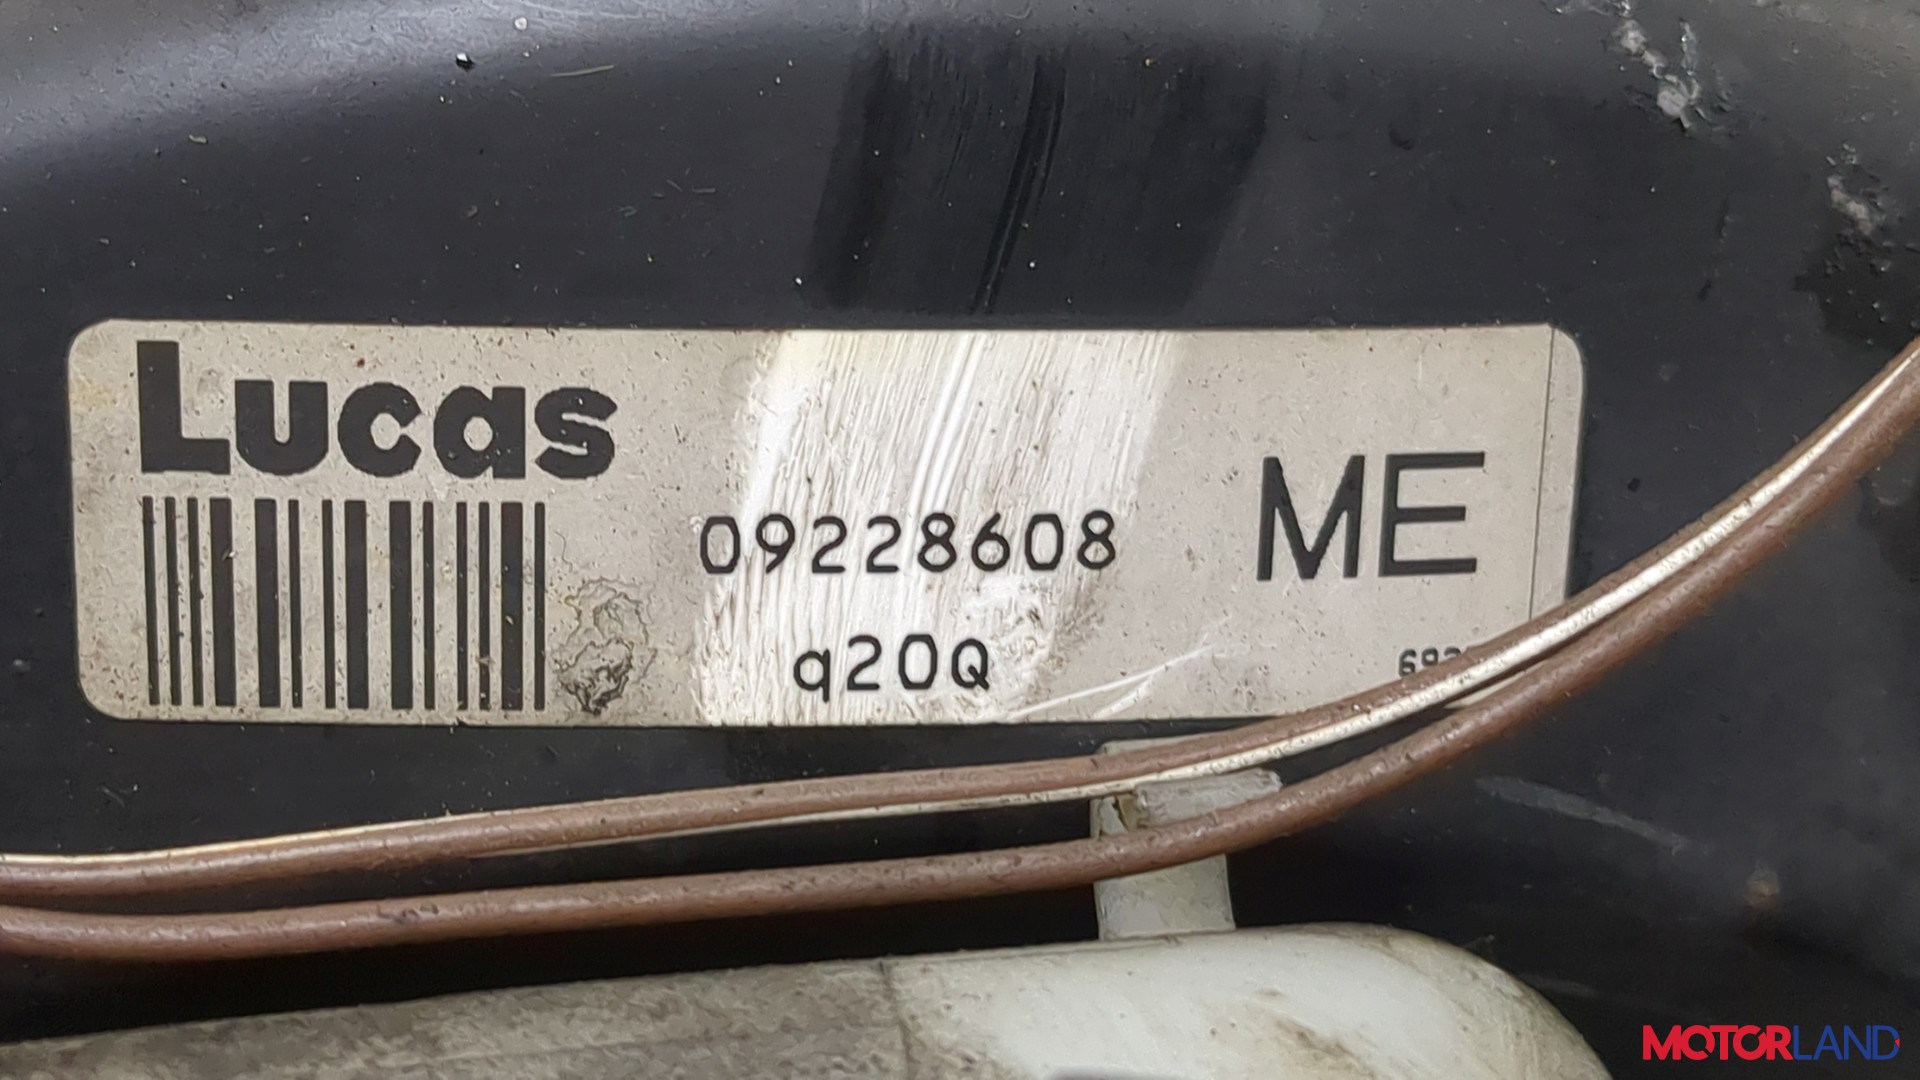 Lucas
09228608 ME
q20Q
MOTORLAND